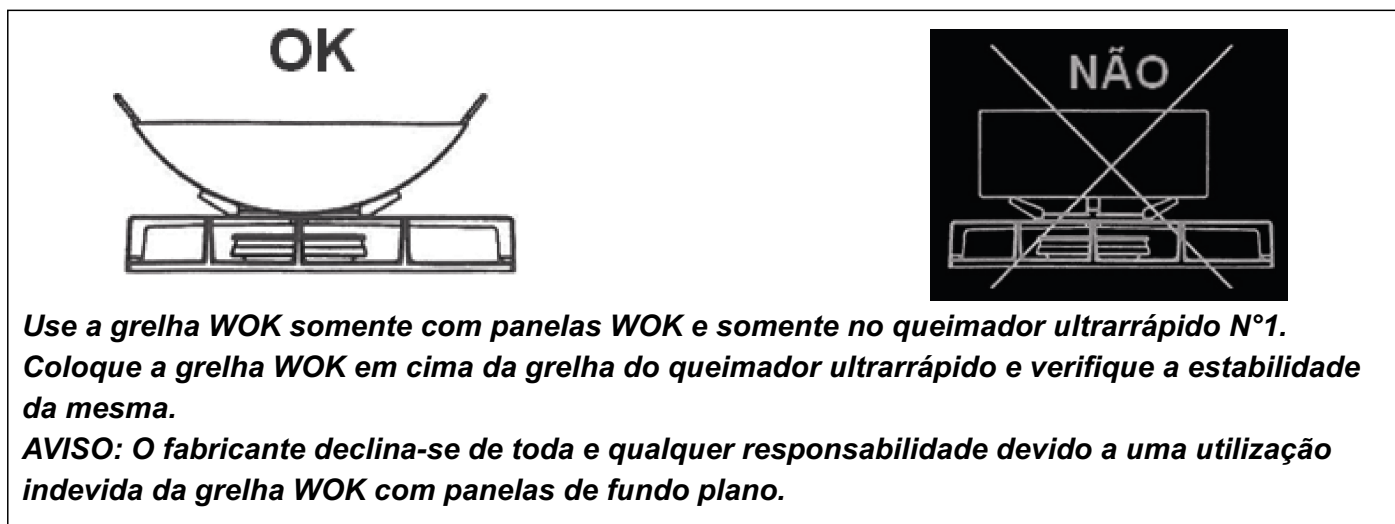 OK
NÃO
Use a grelha WOK somente com panelas WOK e somente no queimador ultrarrápido N°1.
Coloque a grelha WOK em cima da grelha do queimador ultrarrápido e verifique a estabilidade
da mesma.
AVISO: O fabricante declina-se de toda e qualquer responsabilidade devido a uma utilização
indevida da grelha WOK com panelas de fundo plano.